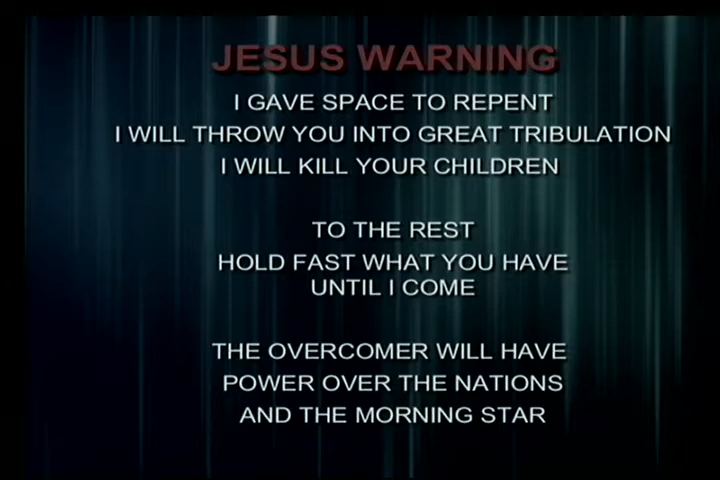 JESUS WARNING
I GAVE SPACE TO REPENT
I WILL THROW YOU INTO GREAT TRIBULATION
I WILL KILL YOUR CHILDREN
TO THE REST
HOLD FAST WHAT YOU HAVE
UNTIL I COME
THE OVERCOMER WILL HAVE
POWER OVER THE NATIONS
AND THE MORNING STAR